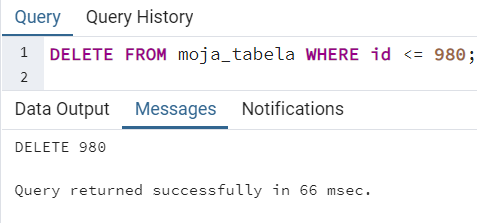 Query Query History
1 DELETE FROM moja_tabela WHERE id <= 980;
2
Data Output Messages Notifications
DELETE 980
Query returned successfully in 66 msec.